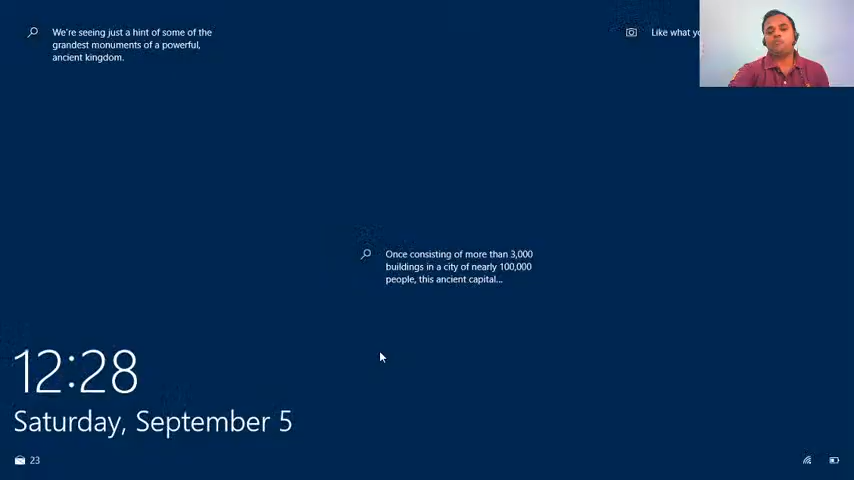 We're seeing just a hint of some of the
grandest monuments of a powerful,
ancient kingdom.
Like what
Once consisting of more than 3,000
buildings in a city of nearly 100,000
people, this ancient capital...
12:28
Saturday, September 5
23